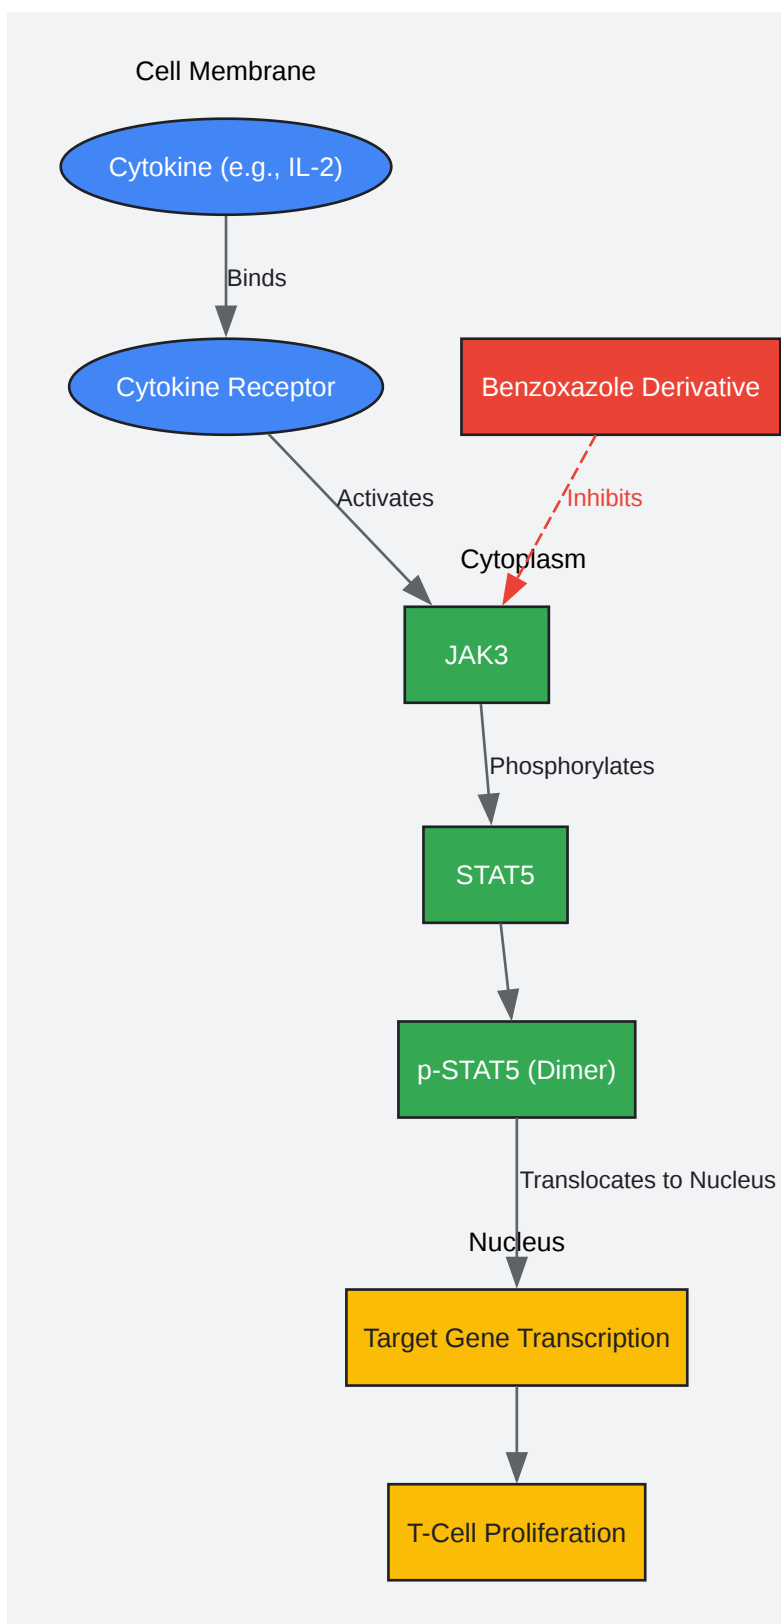 Cell Membrane
Cytokine (e.g., IL-2)
Binds
Cytokine Receptor
Benzoxazole Derivative
Activates
Inhibits
Cytoplasm
JAK3
Phosphorylates
STAT5
p-STAT5 (Dimer)
Translocates to Nucleus
Nucleus
Target Gene Transcription
T-Cell Proliferation